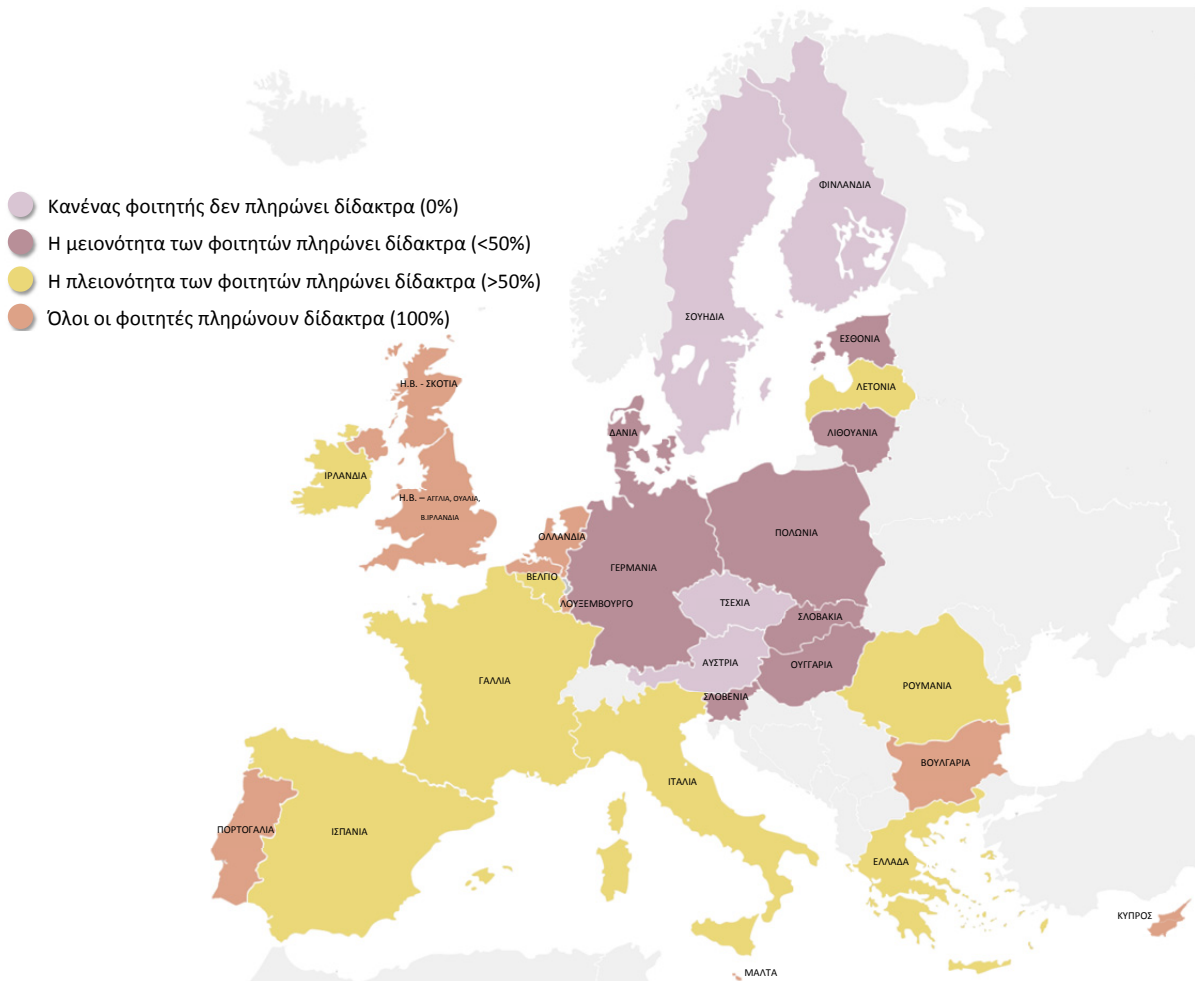 Κανένας φοιτητής δεν πληρώνει δίδακτρα (0%)
Η μειονότητα των φοιτητών πληρώνει δίδακτρα (<50%)
Η πλειονότητα των φοιτητών πληρώνει δίδακτρα (>50%)
Όλοι οι φοιτητές πληρώνουν δίδακτρα (100%)
ΦΙΝΛΑΝΔΙΑ
ΣΟΥΗΔΙΑ
ΕΣΘΟΝΙΑ
Η.Β. - ΣΚΟΤΙΑ
ΛΕΤΟΝΙΑ
ΔΑΝΙΑ
ΛΙΘΟΥΑΝΙΑ
ΙΡΛΑΝΔΙΑ
Η.Β. – ΑΓΓΛΙΑ, ΟΥΑΛΙΑ,
Β.ΙΡΛΑΝΔΙΑ
ΟΛΛΑΝΔΙΑ
ΠΟΛΩΝΙΑ
ΓΕΡΜΑΝΙΑ
ΒΕΛΓΙΟ
ΛΟΥΞΕΜΒΟΥΡΓΟ
ΤΣΕΧΙΑ
ΣΛΟΒΑΚΙΑ
ΑΥΣΤΡΙΑ
ΟΥΓΓΑΡΙΑ
ΓΑΛΛΙΑ
ΡΟΥΜΑΝΙΑ
ΣΛΟΒΕΝΙΑ
ΒΟΥΛΓΑΡΙΑ
ΙΤΑΛΙΑ
ΠΟΡΤΟΓΑΛΙΑ
ΙΣΠΑΝΙΑ
ΕΛΛΑΔΑ
ΚΥΠΡΟΣ
ΜΑΛΤΑ